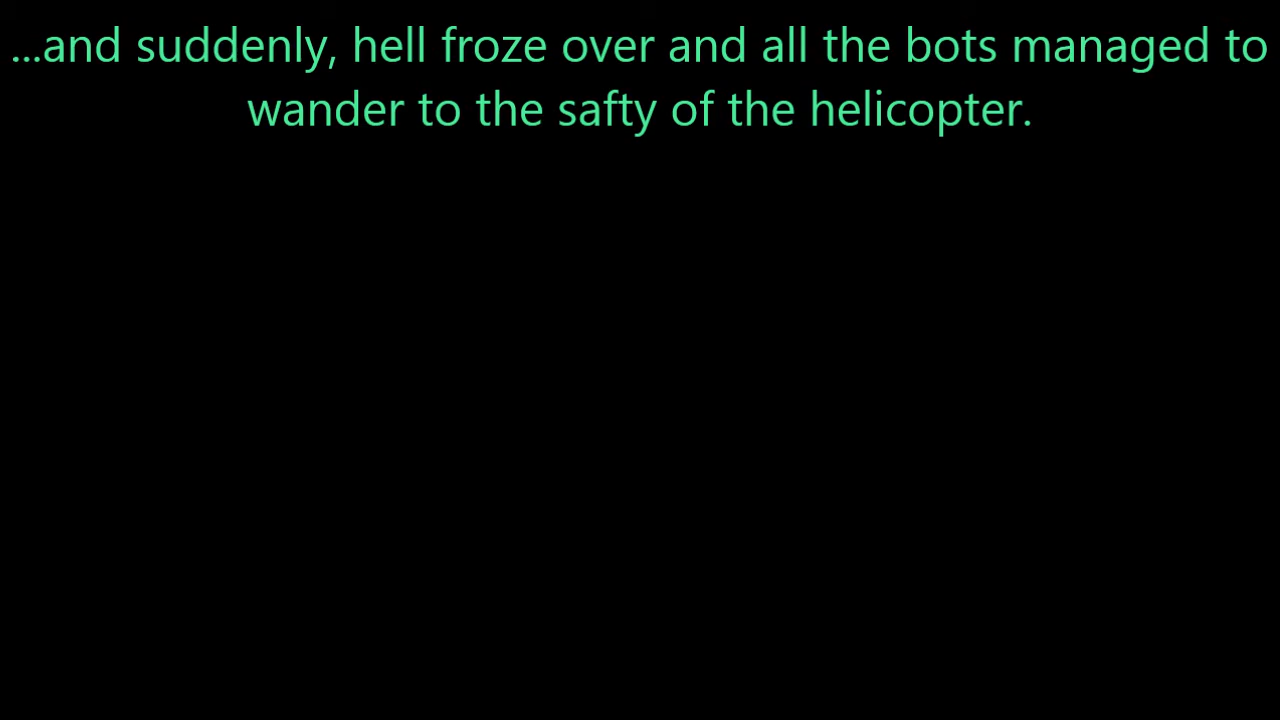 ...and suddenly, hell froze over and all the bots managed to
wander to the safty of the helicopter.